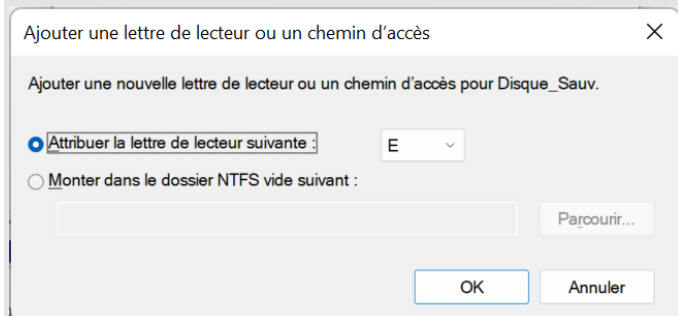 Ajouter une lettre de lecteur ou un chemin d’accès
Ajouter une nouvelle lettre de lecteur ou un chemin d’accès pour Disque_Sauv.
Attribuer la lettre de lecteur suivante : E
Monter dans le dossier NTFS vide suivant :
Parcourir...
OK Annuler